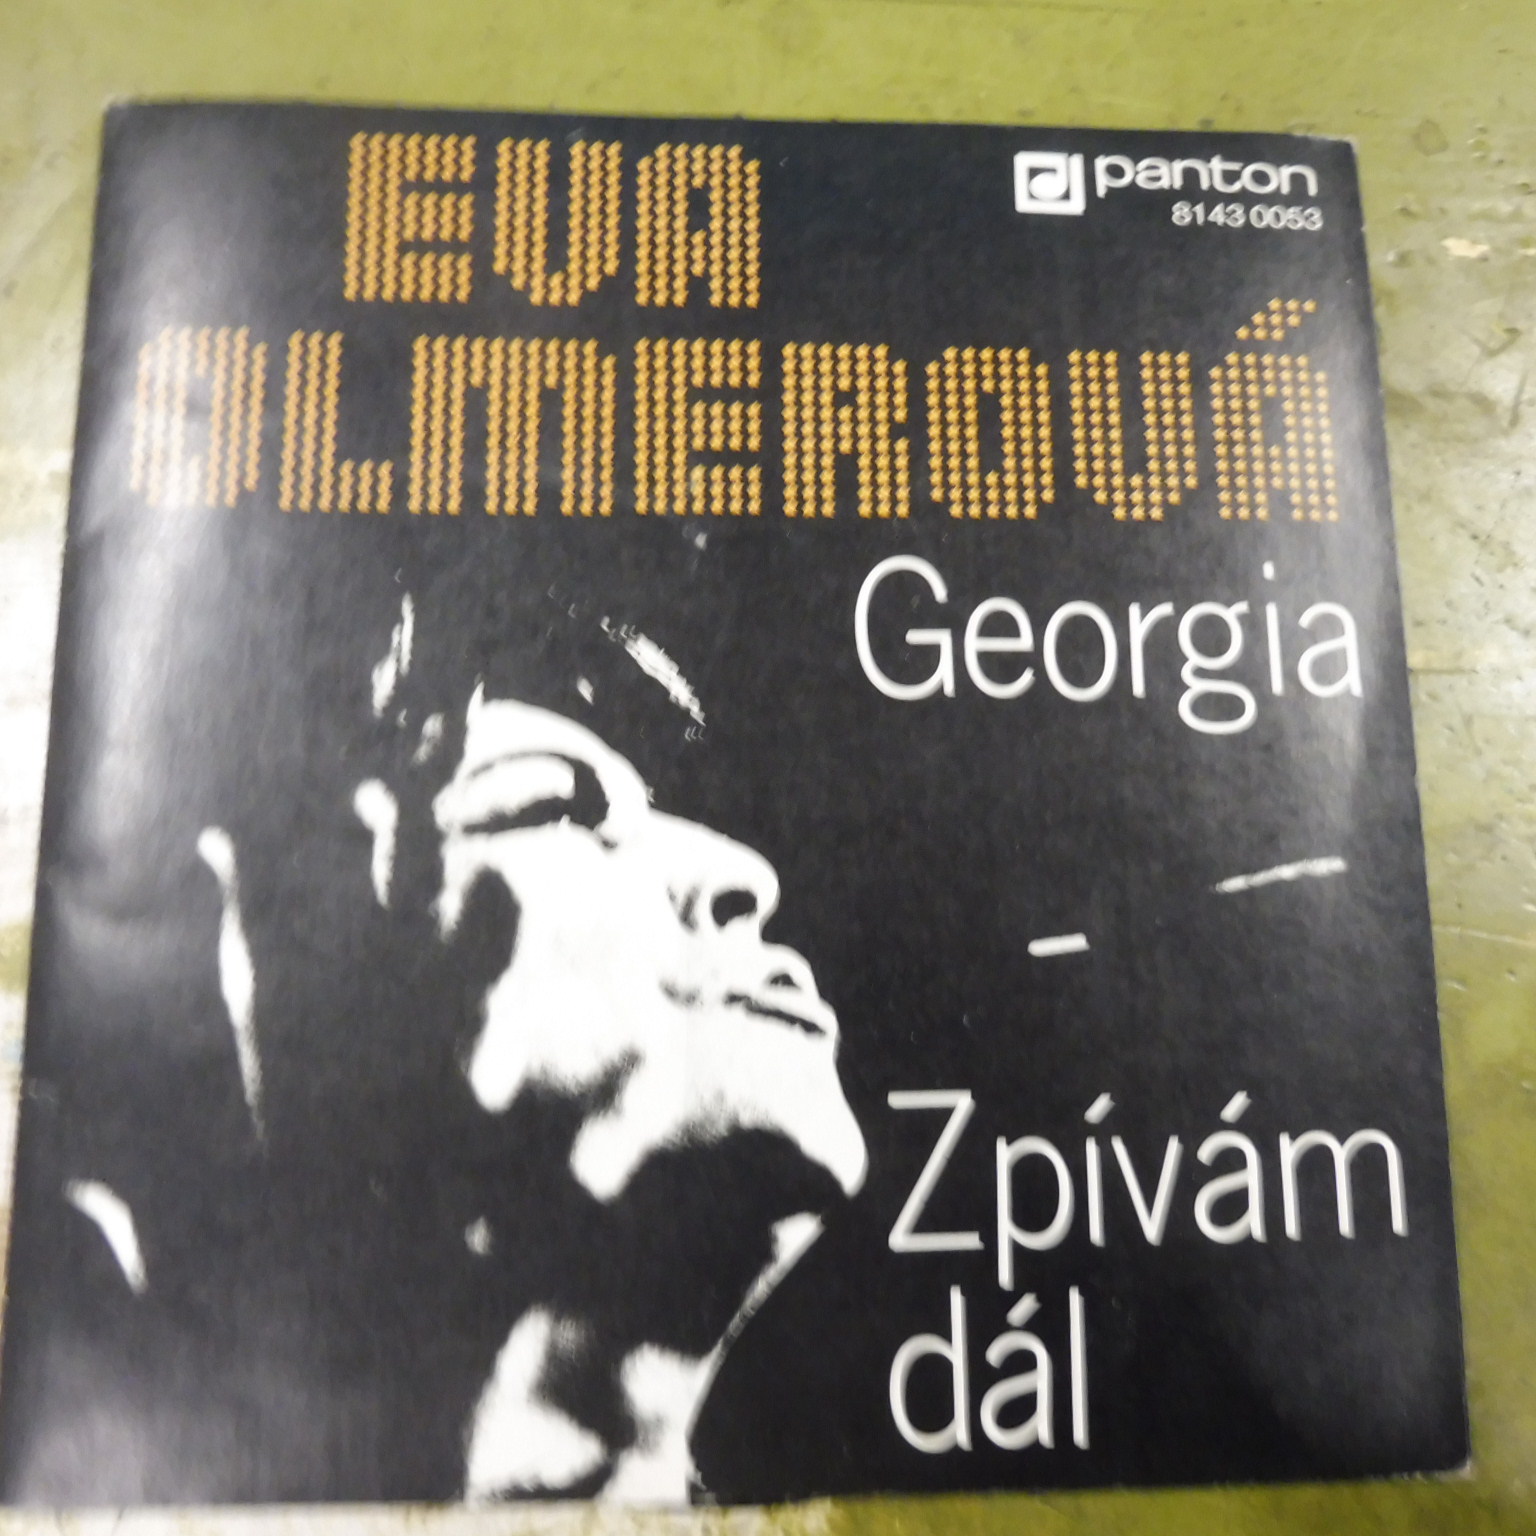 EVA
OLMEROVÁ
panton
8143 0053
Georgia
Zpívám
dál